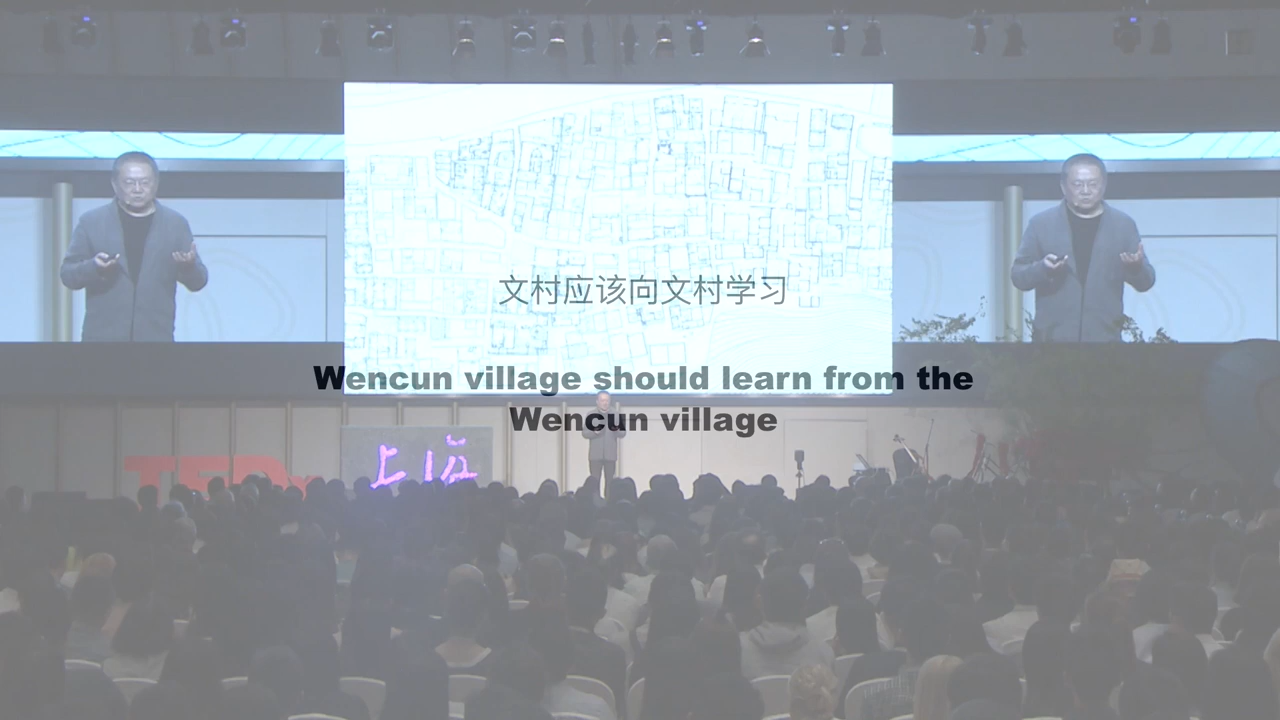 文村应该向文村学习
Wencun village should learn from the
Wencun village
TEDx
上海